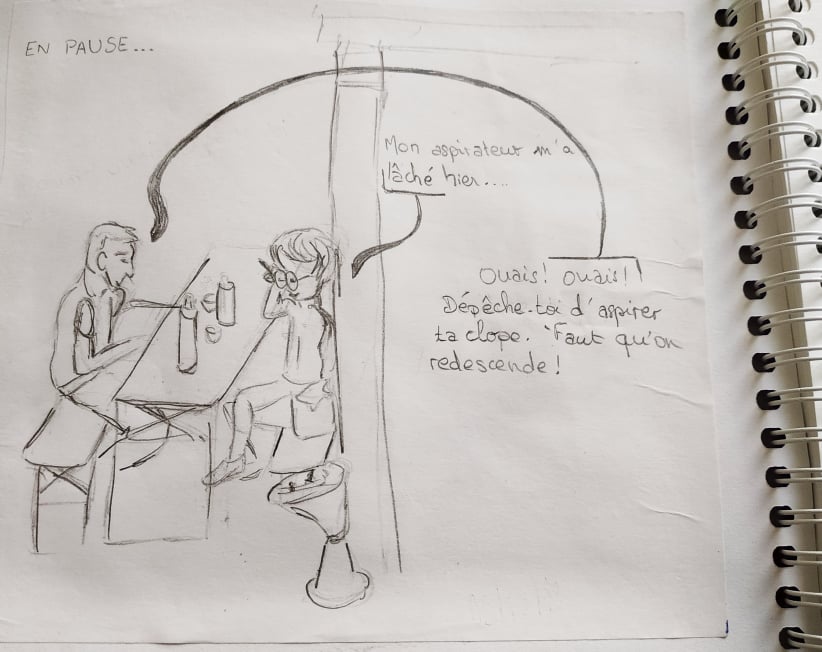 EN PAUSE...
Mon aspirateur m'a
lâché hier....
Ouais! Ouais!
Dépêche-toi d'aspirer
ta clope. 'Faut qu'on
redescende!